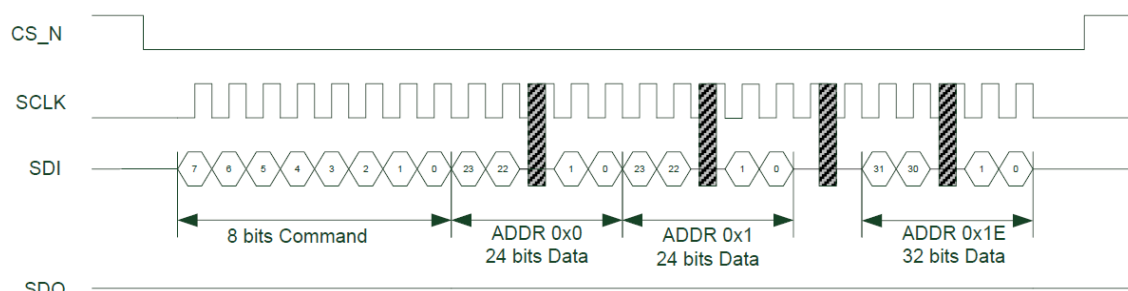 CS_N
SCLK
SDI
7 6 5 4 3 2 1 0 23 22 1 0 23 22 1 0 31 30 1 0
8 bits Command
ADDR 0x0
24 bits Data
ADDR 0x1
24 bits Data
ADDR 0x1E
32 bits Data
SDO